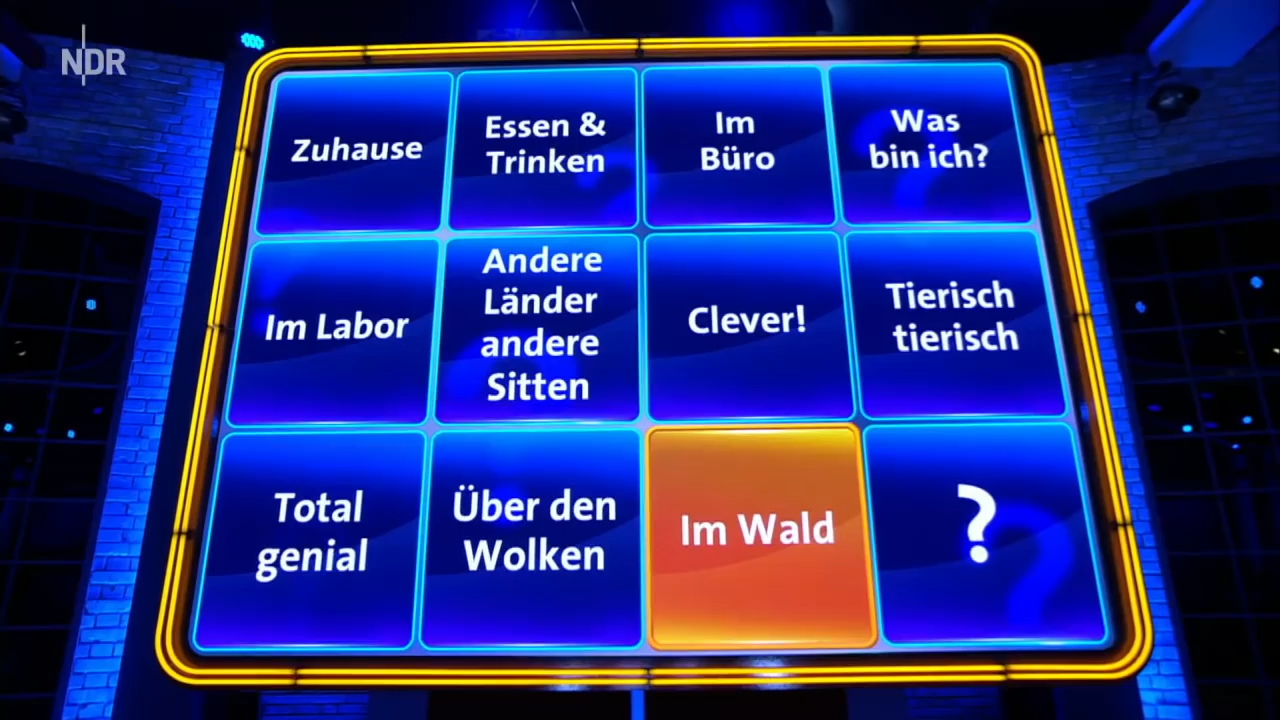 NDR
Zuhause
Essen &
Trinken
Im
Büro
Was
bin ich?
Im Labor
Andere
Länder
andere
Sitten
Clever!
Tierisch
tierisch
Total
genial
Über den
Wolken
Im Wald
?